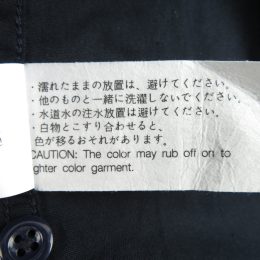 ・濡れたままの放置は、避けてください。
・他のものと一緒に洗濯しないでください。
・水道水の注水放置は避けてください。
・白物とこすり合わせると、
色が移るおそれがあります。
CAUTION: The color may rub off on to
lighter color garment.